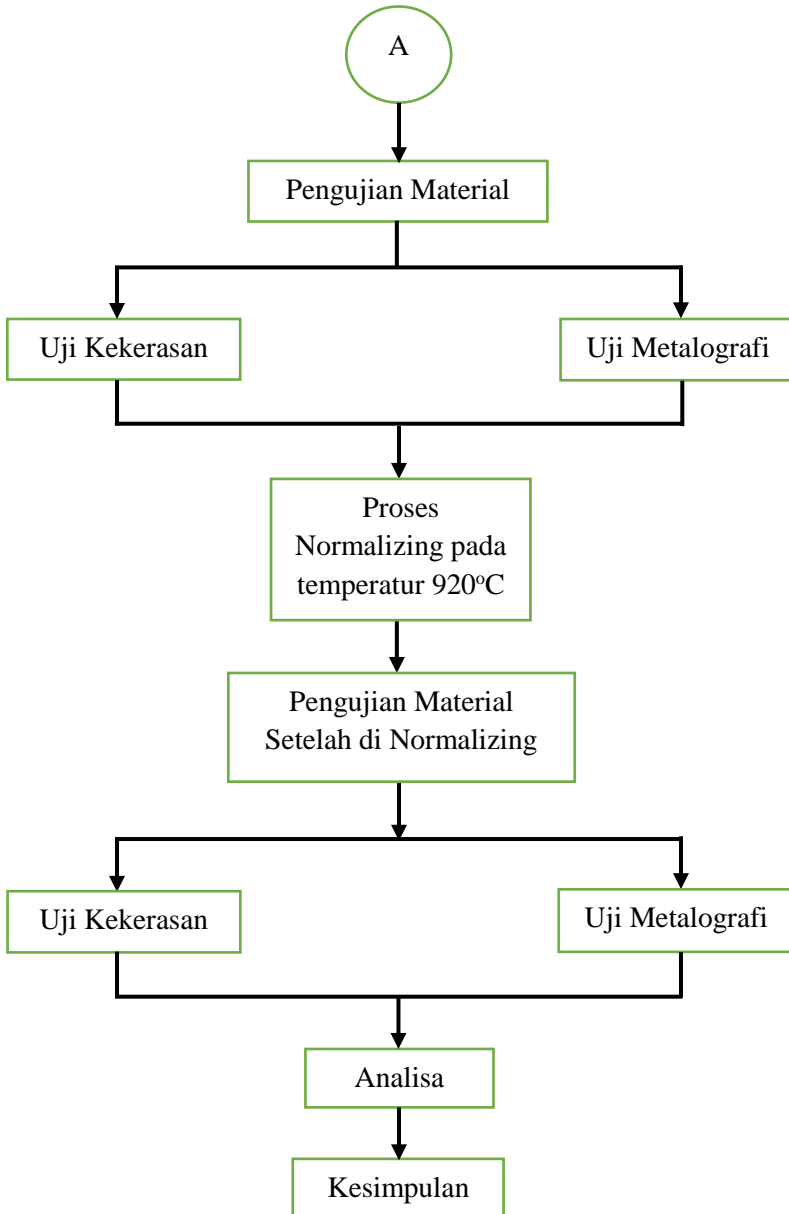 A
Pengujian Material
Uji Kekerasan
Uji Metalografi
Proses
Normalizing pada
temperatur 920°C
Pengujian Material
Setelah di Normalizing
Uji Kekerasan
Uji Metalografi
Analisa
Kesimpulan